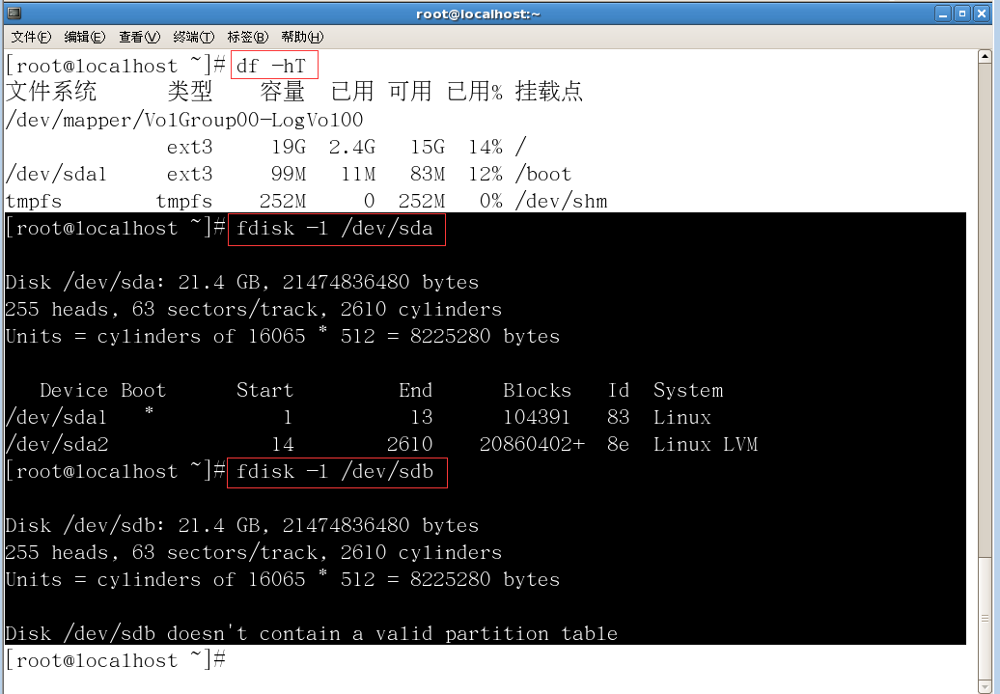 root@localhost:~
文件(F) 编辑(E) 查看(V) 终端(T) 标签(B) 帮助(H)
[root@localhost ~]# df -hT
文件系统 类型 容量 已用 可用 已用% 挂载点
/dev/mapper/VolGroup00-LogVol00
ext3 19G 2.4G 15G 14% /
/dev/sda1 ext3 99M 11M 83M 12% /boot
tmpfs tmpfs 252M 0 252M 0% /dev/shm
[root@localhost ~]# fdisk -l /dev/sda
Disk /dev/sda: 21.4 GB, 21474836480 bytes
255 heads, 63 sectors/track, 2610 cylinders
Units = cylinders of 16065 * 512 = 8225280 bytes
Device Boot Start End Blocks Id System
/dev/sda1 * 1 13 104391 83 Linux
/dev/sda2 14 2610 20860402+ 8e Linux LVM
[root@localhost ~]# fdisk -l /dev/sdb
Disk /dev/sdb: 21.4 GB, 21474836480 bytes
255 heads, 63 sectors/track, 2610 cylinders
Units = cylinders of 16065 * 512 = 8225280 bytes
Disk /dev/sdb doesn't contain a valid partition table
[root@localhost ~]#